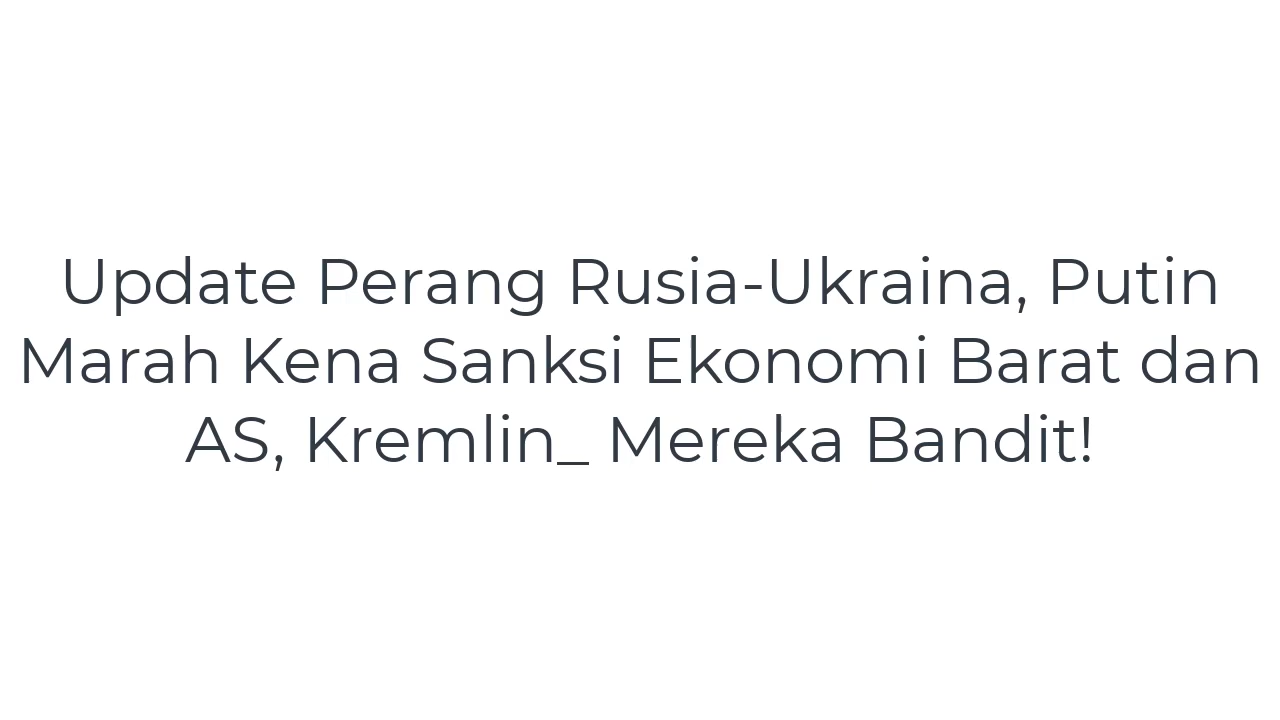 Update Perang Rusia-Ukraina, Putin
Marah Kena Sanksi Ekonomi Barat dan
AS, Kremlin_ Mereka Bandit!